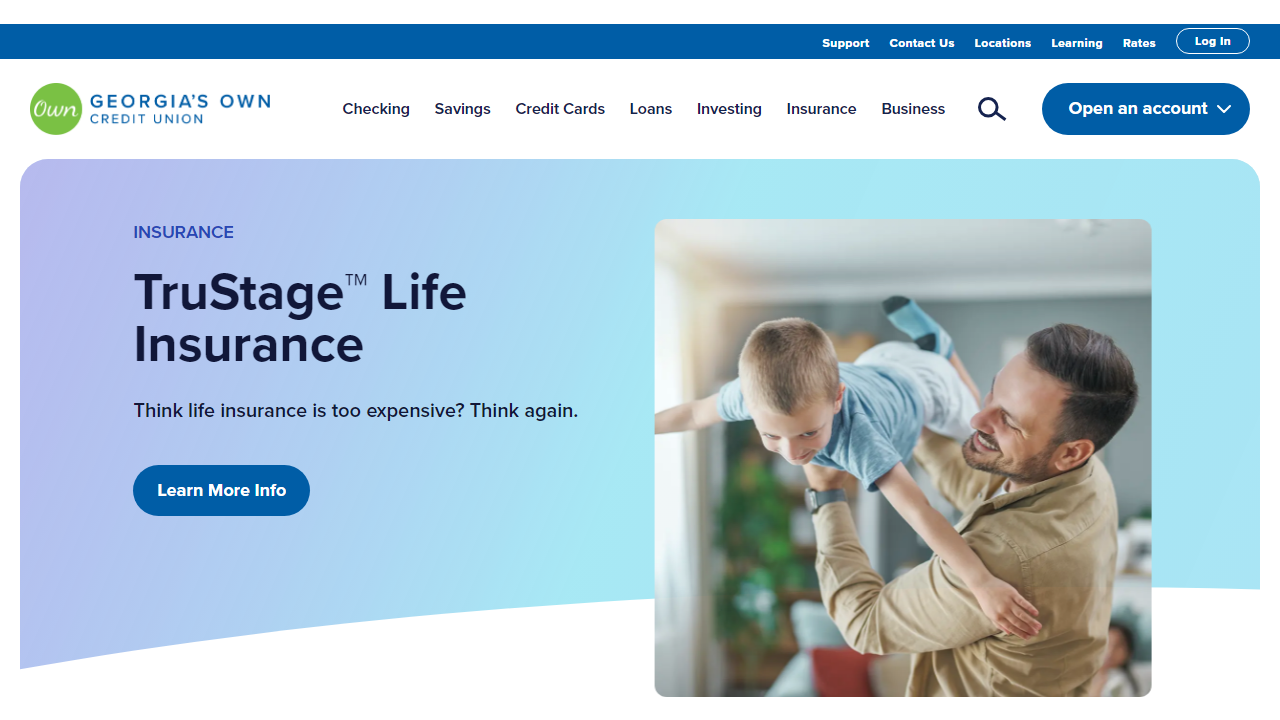 Support Contact Us Locations Learning Rates Log In
Own GEORGIA'S OWN
CREDIT UNION
Checking Savings Credit Cards Loans Investing Insurance Business Open an account
INSURANCE
TruStage™ Life
Insurance
Think life insurance is too expensive? Think again.
Learn More Info